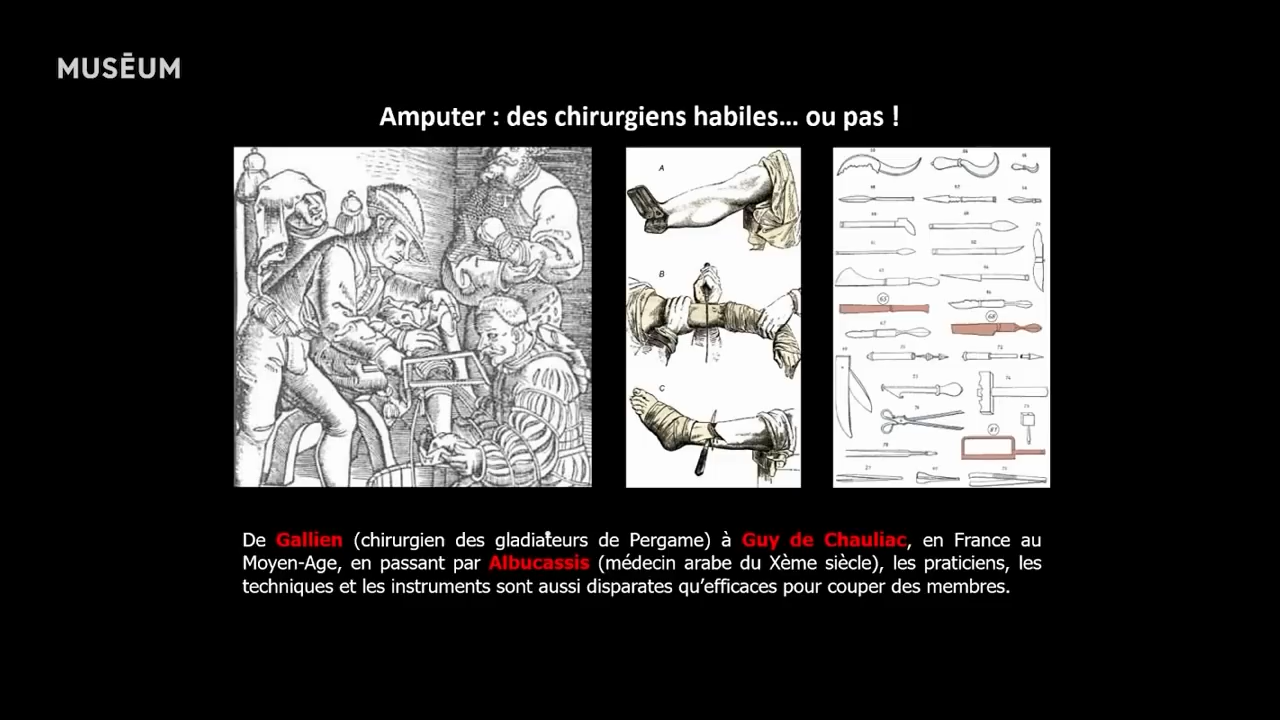 MUSĒUM
Amputer : des chirurgiens habiles... ou pas !
A
B
C
De Gallien (chirurgien des gladiateurs de Pergame) à Guy de Chauliac, en France au
Moyen-Age, en passant par Albucassis (médecin arabe du Xème siècle), les praticiens, les
techniques et les instruments sont aussi disparates qu'efficaces pour couper des membres.